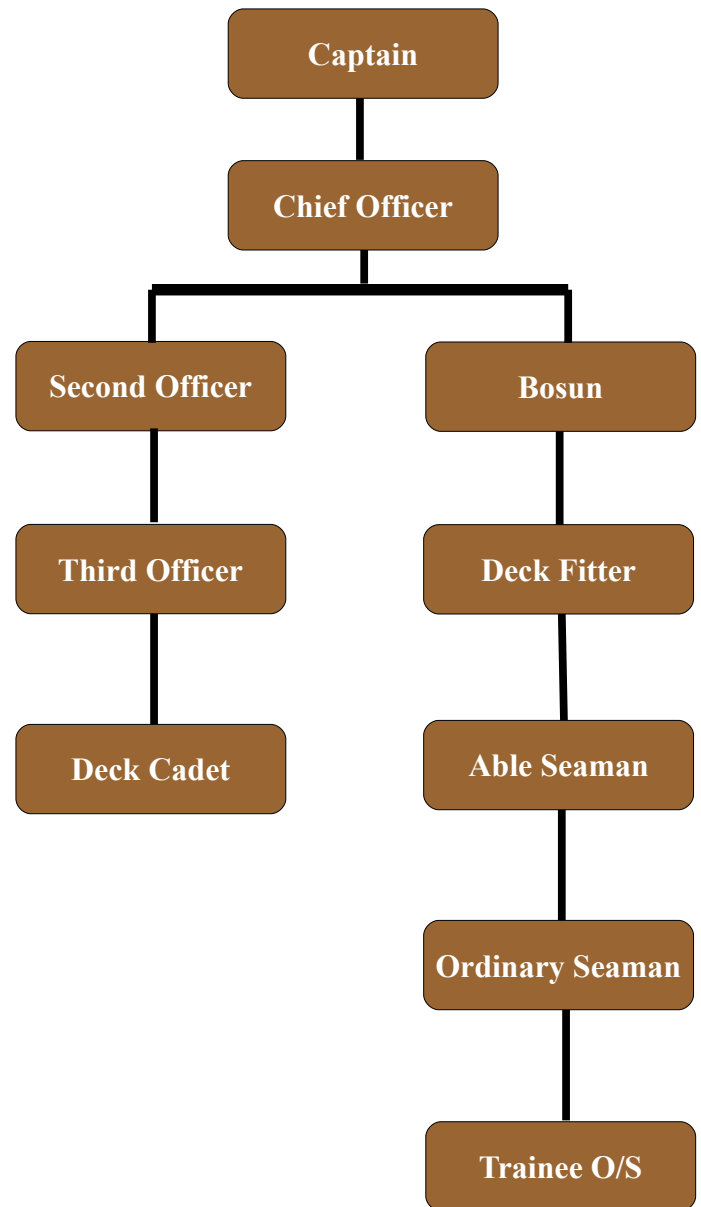 Captain
Chief Officer
Second Officer
Bosun
Third Officer
Deck Fitter
Deck Cadet
Able Seaman
Ordinary Seaman
Trainee O/S